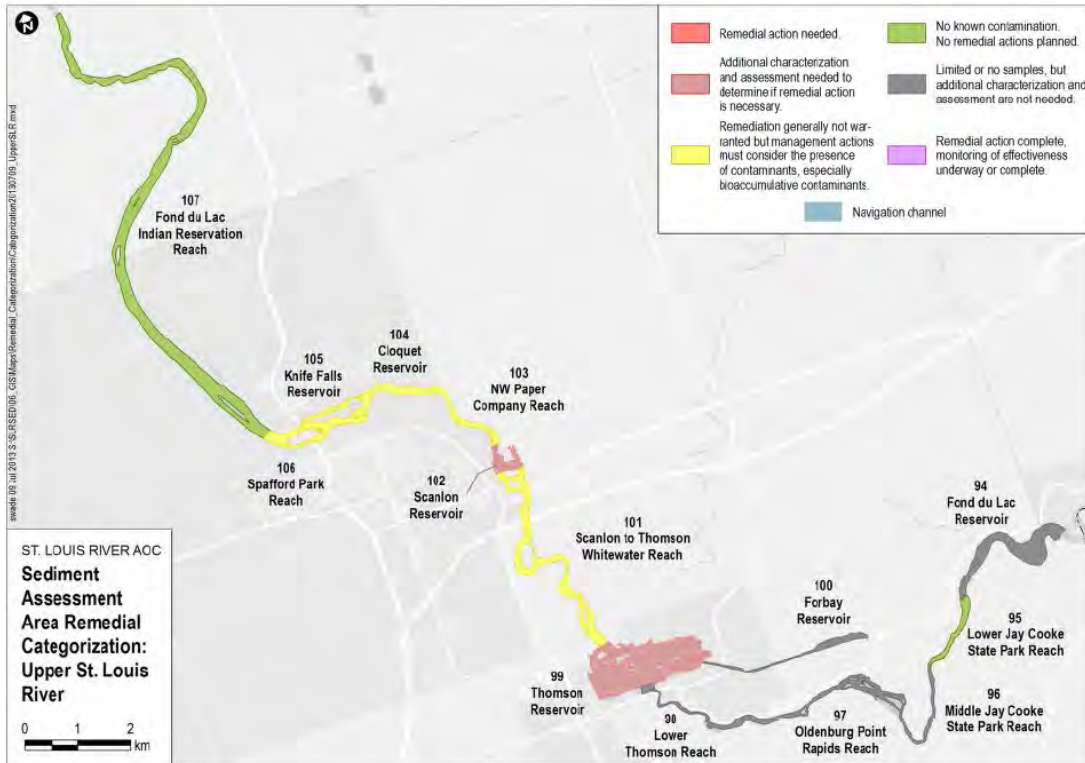 N
Remedial action needed.
Additional characterization
and assessment needed to
determine if remedial action
is necessary.
Remediation generally not war-
ranted but management actions
must consider the presence
of contaminants, especially
bioaccumulative contaminants.
No known contamination.
No remedial actions planned.
Limited or no samples, but
additional characterization and
assessment are not needed.
Remedial action complete,
monitoring of effectiveness
underway or complete.
Navigation channel
107
Fond du Lac
Indian Reservation
Reach
104
Cloquet
Reservoir
105
Knife Falls
Reservoir
103
NW Paper
Company Reach
106
Spafford Park
Reach
102
Scanlon
Reservoir
101
Scanlon to Thomson
Whitewater Reach
94
Fond du Lac
Reservoir
100
Forbay
Reservoir
95
Lower Jay Cooke
State Park Reach
99
Thomson
Reservoir
98
Lower
Thomson Reach
97
Oldenburg Point
Rapids Reach
96
Middle Jay Cooke
State Park Reach
ST. LOUIS RIVER AOC
Sediment
Assessment
Area Remedial
Categorization:
Upper St. Louis
River
0 1 2
km
swade 09 Jul 2013